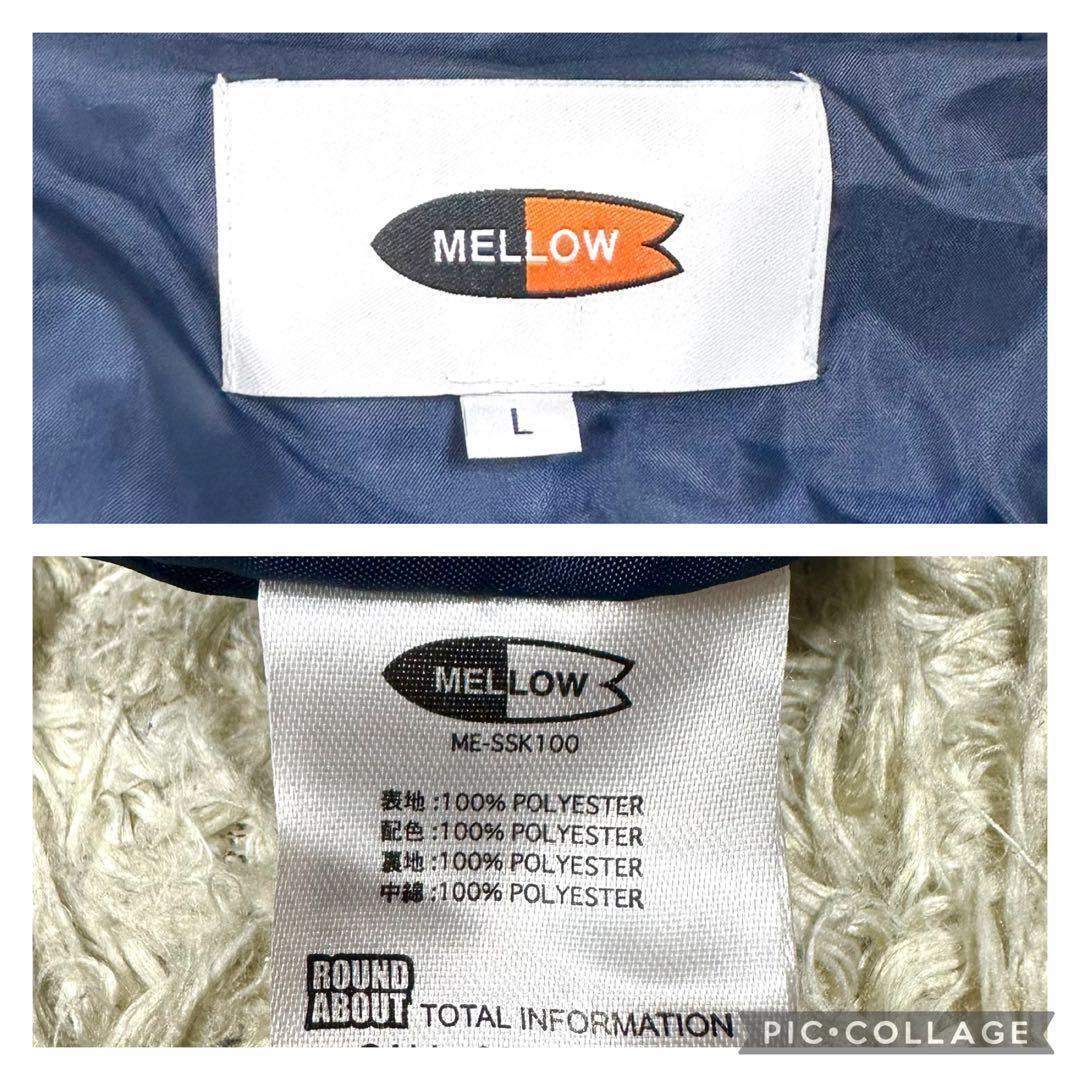 MELLOW
L
MELLOW
ME-SSK100
表地:100% POLYESTER
配色:100% POLYESTER
裏地:100% POLYESTER
中綿:100% POLYESTER
ROUND
ABOUT
TOTAL INFORMATION
PIC•COLLAGE